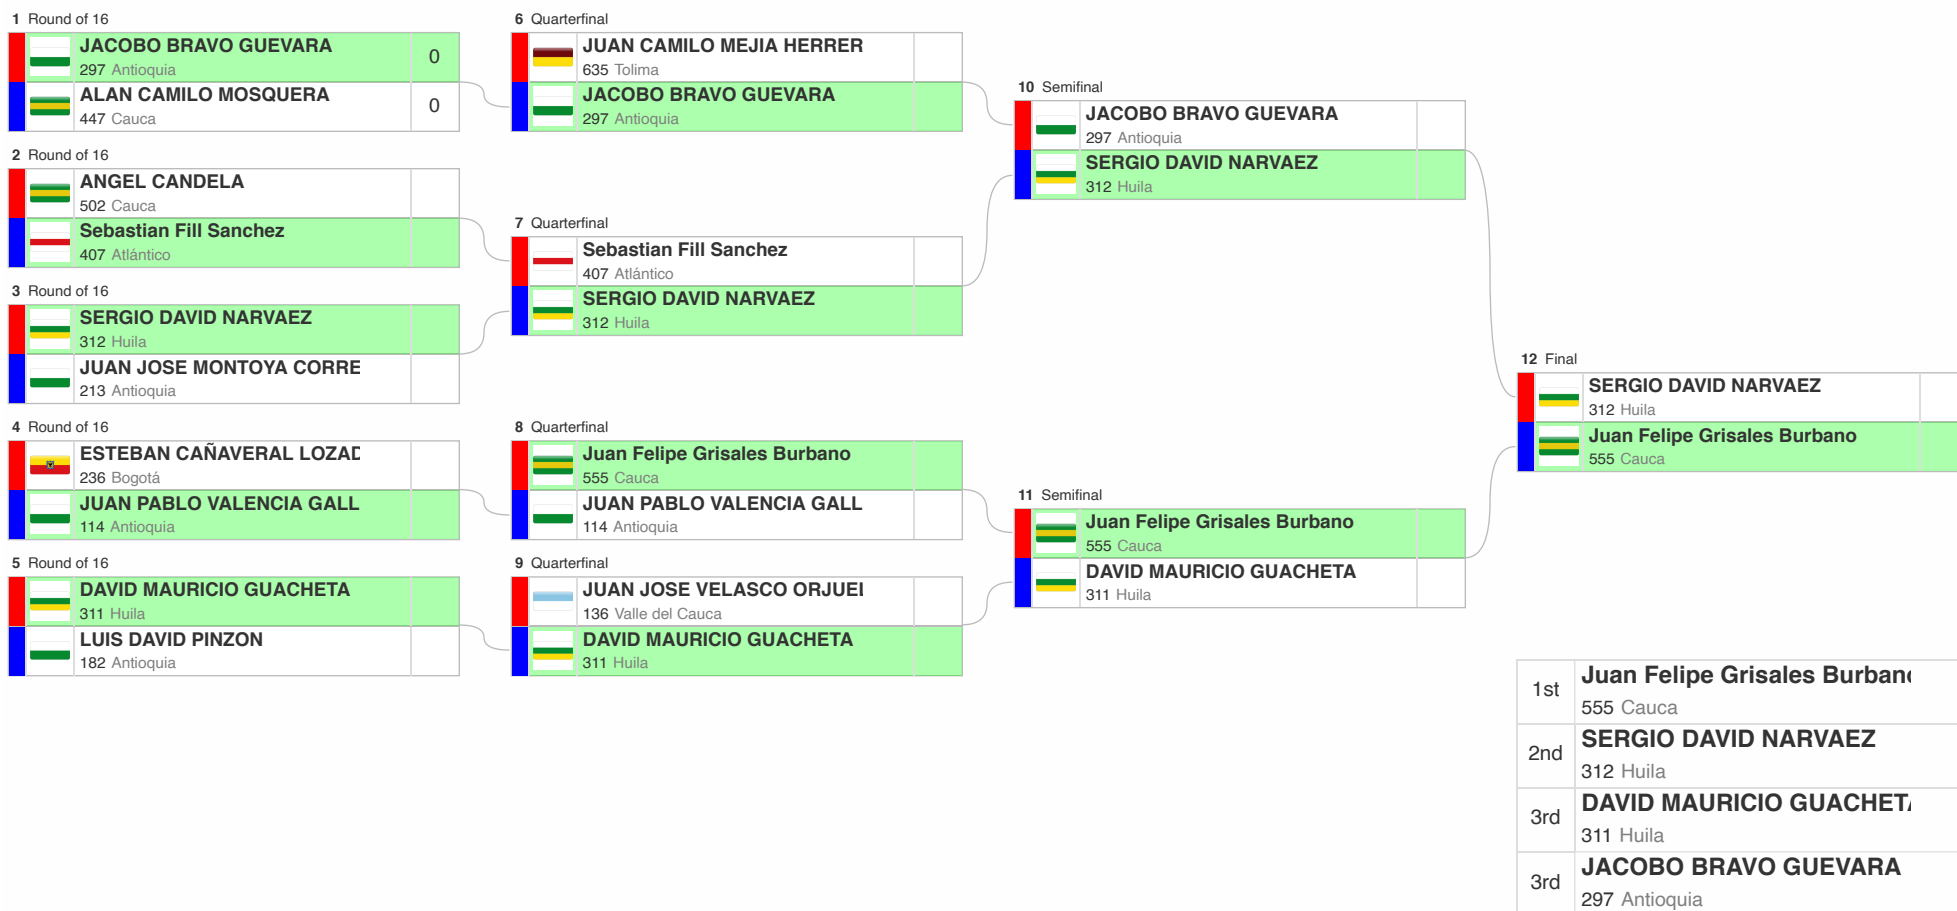 1 Round of 16
JACOBO BRAVO GUEVARA 0
297 Antioquia
ALAN CAMILO MOSQUERA 0
447 Cauca
2 Round of 16
ANGEL CANDELA
502 Cauca
Sebastian Fill Sanchez
407 Atlántico
3 Round of 16
SERGIO DAVID NARVAEZ
312 Huila
JUAN JOSE MONTOYA CORRE
213 Antioquia
4 Round of 16
ESTEBAN CAÑAVERAL LOZAD
236 Bogotá
JUAN PABLO VALENCIA GALL
114 Antioquia
5 Round of 16
DAVID MAURICIO GUACHETA
311 Huila
LUIS DAVID PINZON
182 Antioquia
6 Quarterfinal
JUAN CAMILO MEJIA HERRER
635 Tolima
JACOBO BRAVO GUEVARA
297 Antioquia
7 Quarterfinal
Sebastian Fill Sanchez
407 Atlántico
SERGIO DAVID NARVAEZ
312 Huila
8 Quarterfinal
Juan Felipe Grisales Burbano
555 Cauca
JUAN PABLO VALENCIA GALL
114 Antioquia
9 Quarterfinal
JUAN JOSE VELASCO ORJUEL
136 Valle del Cauca
DAVID MAURICIO GUACHETA
311 Huila
10 Semifinal
JACOBO BRAVO GUEVARA
297 Antioquia
SERGIO DAVID NARVAEZ
312 Huila
11 Semifinal
Juan Felipe Grisales Burbano
555 Cauca
DAVID MAURICIO GUACHETA
311 Huila
12 Final
SERGIO DAVID NARVAEZ
312 Huila
Juan Felipe Grisales Burbano
555 Cauca
1st Juan Felipe Grisales Burbano
555 Cauca
2nd SERGIO DAVID NARVAEZ
312 Huila
3rd DAVID MAURICIO GUACHETA
311 Huila
3rd JACOBO BRAVO GUEVARA
297 Antioquia